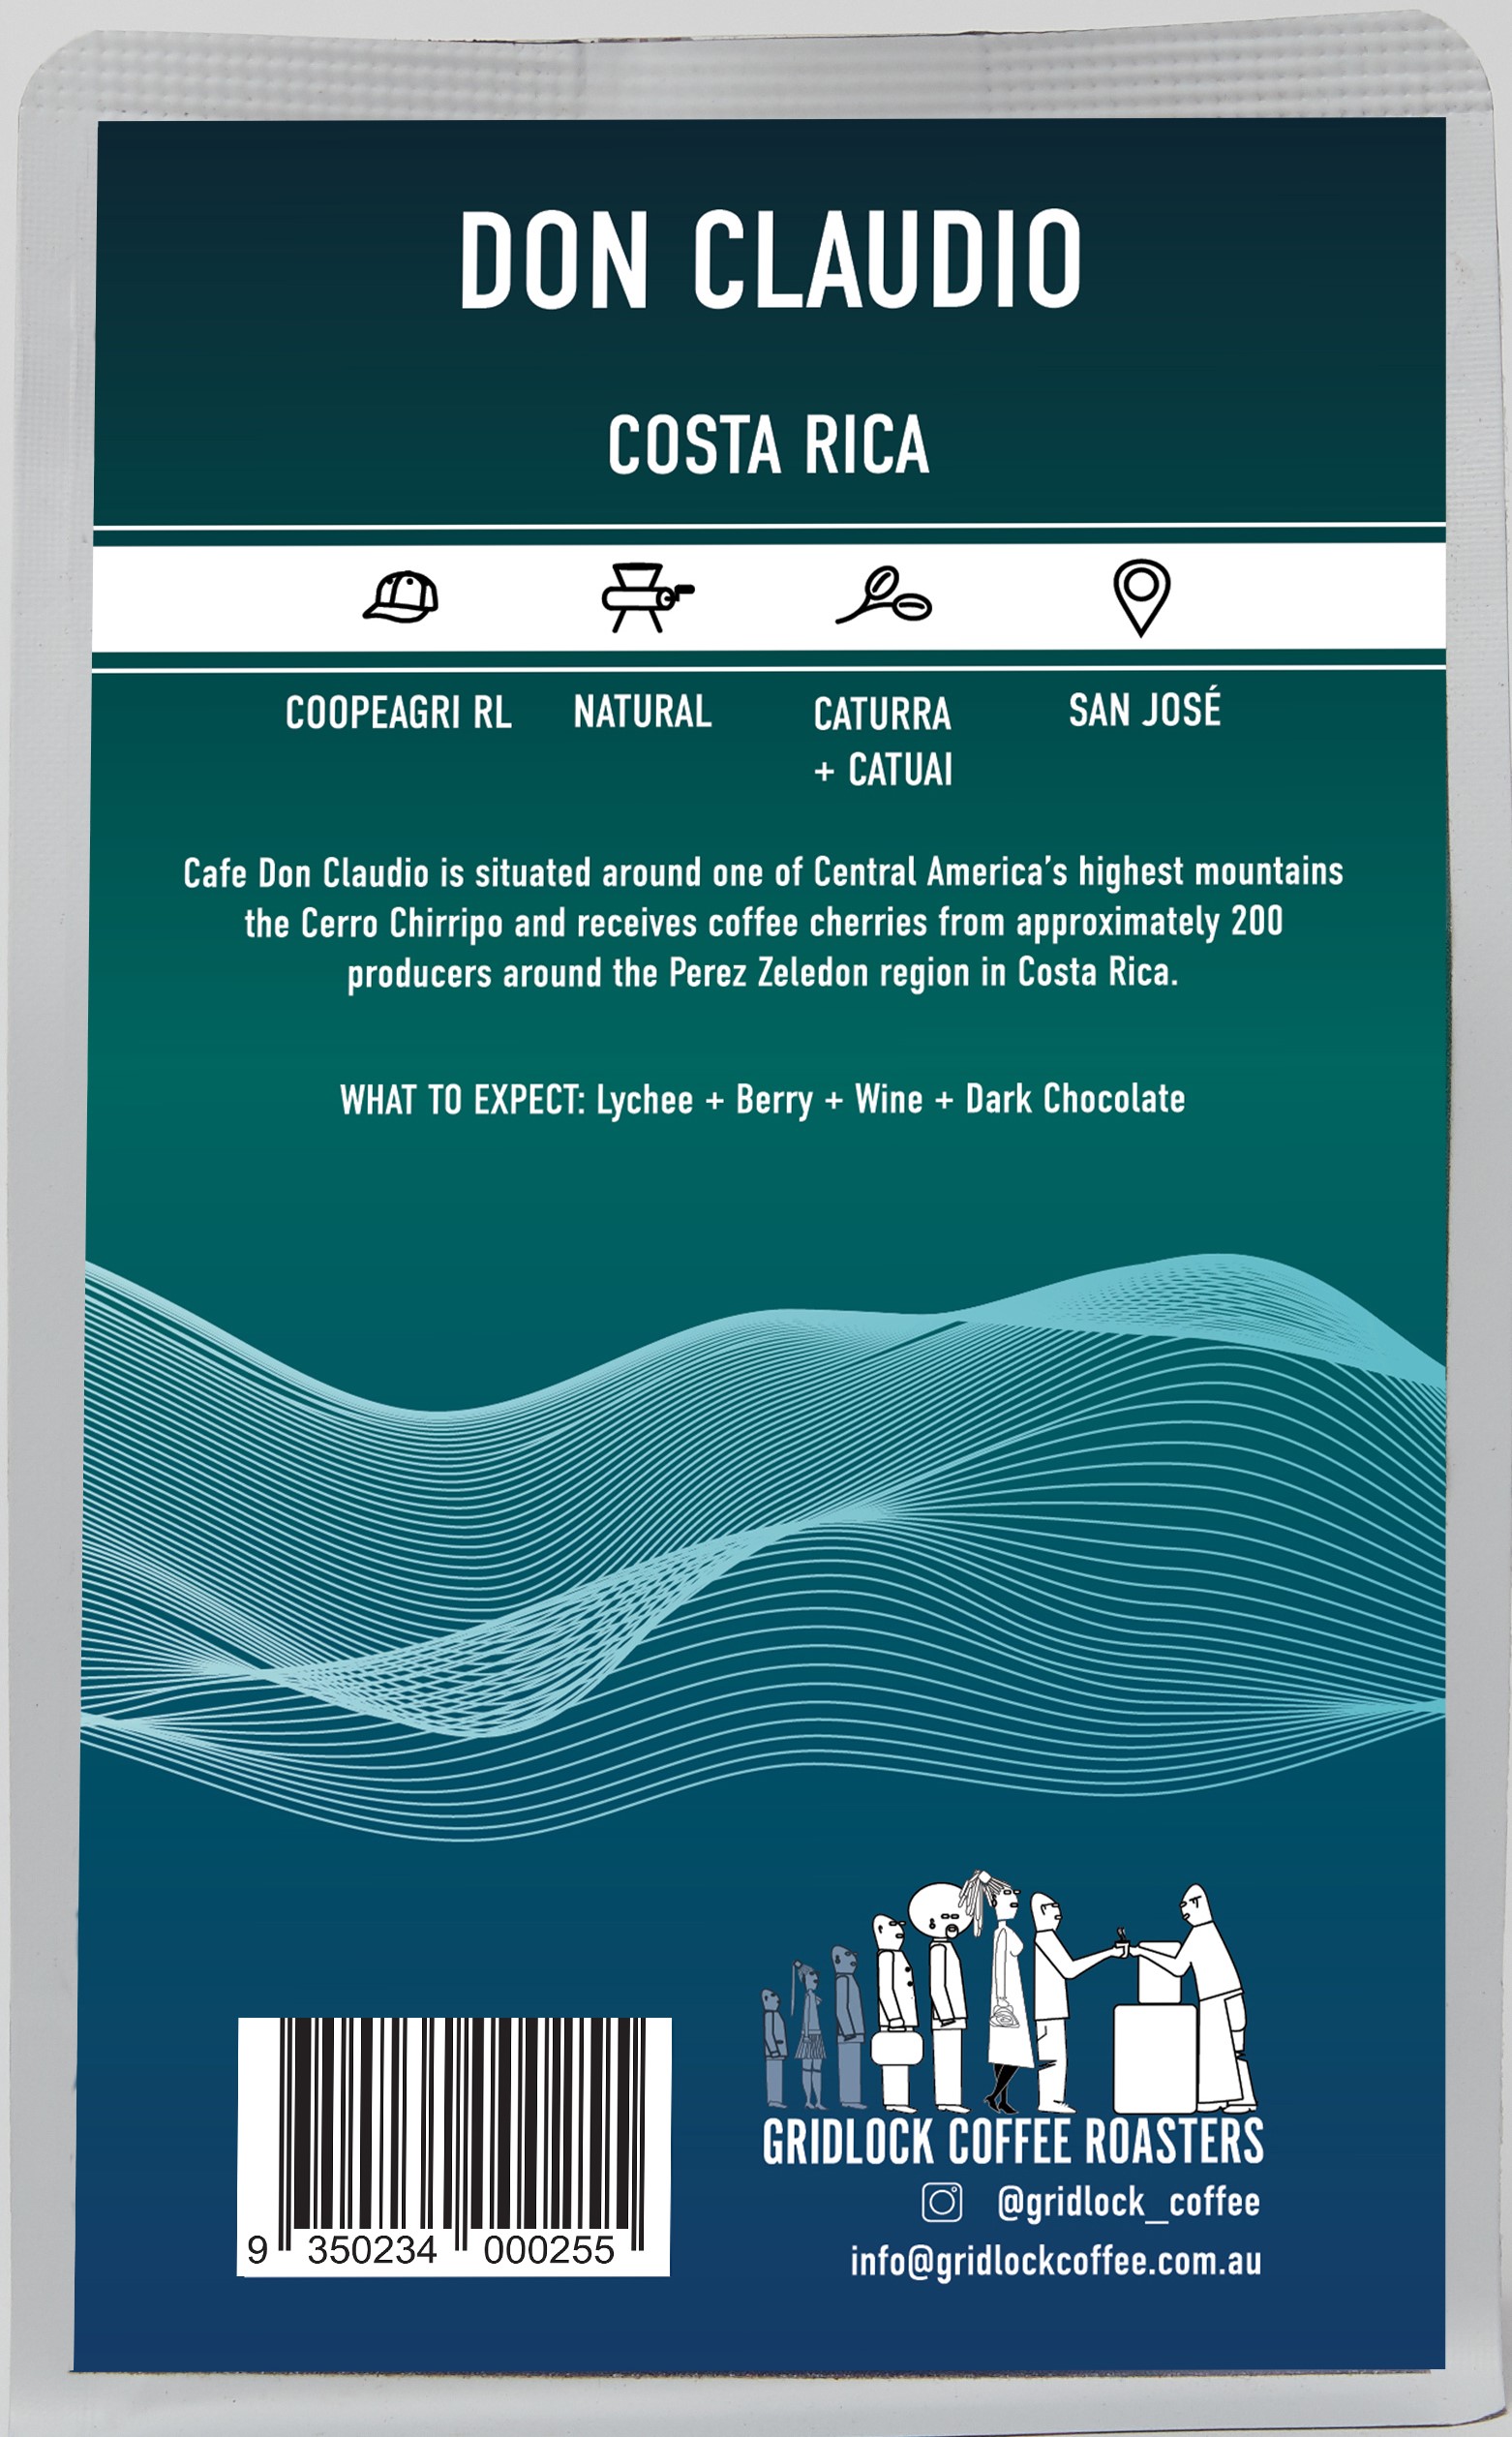 DON CLAUDIO
COSTA RICA
COOPEAGRI RL
NATURAL
CATURRA
+ CATUAI
SAN JOSÉ
Cafe Don Claudio is situated around one of Central America's highest mountains
the Cerro Chirripo and receives coffee cherries from approximately 200
producers around the Perez Zeledon region in Costa Rica.
WHAT TO EXPECT: Lychee + Berry + Wine + Dark Chocolate
GRIDLOCK COFFEE ROASTERS
@gridlock_coffee
info@gridlockcoffee.com.au
9 350234 000255